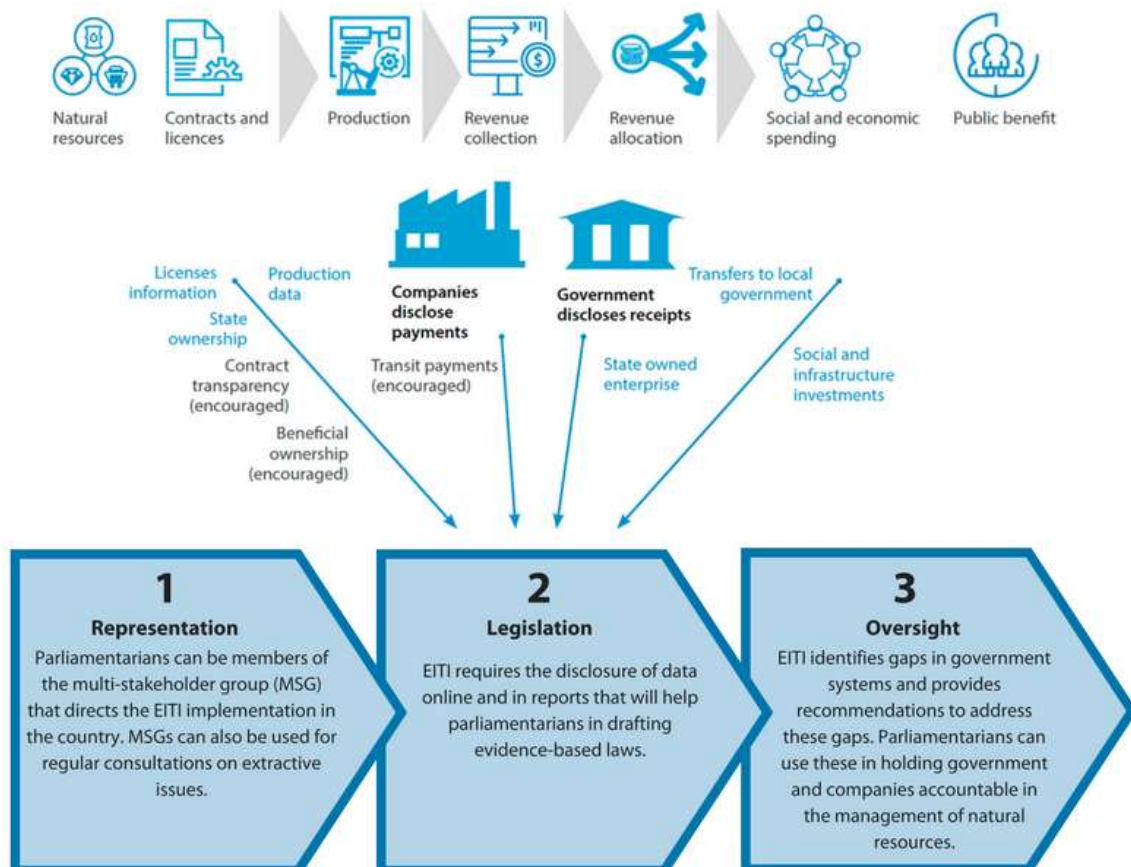 Natural
resources
Contracts and
licences
Production
Revenue
collection
Revenue
allocation
Social and economic
spending
Public benefit
Licenses
information
Production
data
State
ownership
Contract
transparency
(encouraged)
Beneficial
ownership
(encouraged)
Companies
disclose
payments
Transit payments
(encouraged)
Government
discloses receipts
State owned
enterprise
Transfers to local
government
Social and
infrastructure
investments
1
Representation
Parliamentarians can be members of
the multi-stakeholder group (MSG)
that directs the EITI implementation in
the country. MSGs can also be used for
regular consultations on extractive
issues.
2
Legislation
EITI requires the disclosure of data
online and in reports that will help
parliamentarians in drafting
evidence-based laws.
3
Oversight
EITI identifies gaps in government
systems and provides
recommendations to address
these gaps. Parliamentarians can
use these in holding government
and companies accountable in
the management of natural
resources.